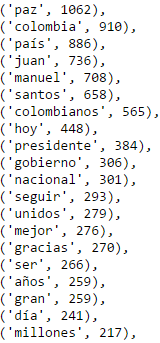 ('paz', 1062),
('colombia', 910),
('país', 886),
('juan', 736),
('manuel', 708),
('santos', 658),
('colombianos', 565),
('hoy', 448),
('presidente', 384),
('gobierno', 306),
('nacional', 301),
('seguir', 293),
('unidos', 279),
('mejor', 276),
('gracias', 270),
('ser', 266),
('años', 259),
('gran', 259),
('día', 241),
('millones', 217),